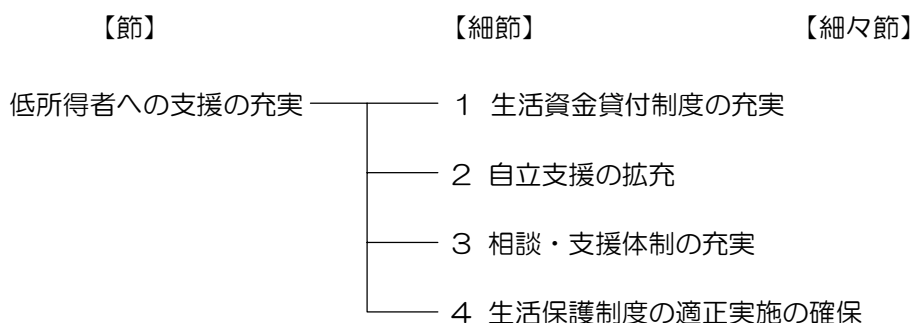 【節】 【細節】 【細々節】
低所得者への支援の充実 1 生活資金貸付制度の充実
2 自立支援の拡充
3 相談・支援体制の充実
4 生活保護制度の適正実施の確保